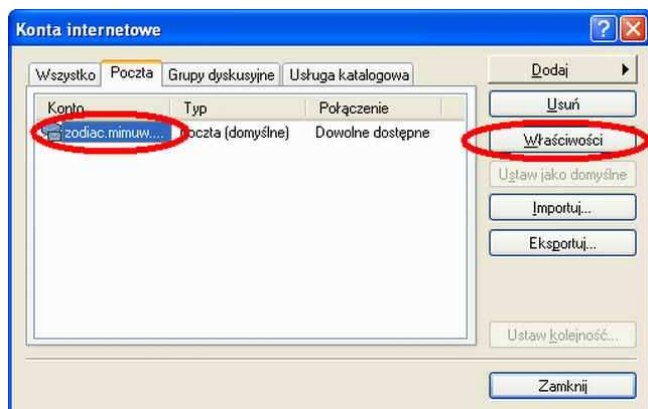 Konta internetowe
Wszystko Poczta Grupy dyskusyjne Usługa katalogowa
Konto Typ Połączenie
zodiac.mimuw.... poczta (domyślne) Dowolne dostępne
Dodaj
Usuń
Właściwości
Ustaw jako domyślne
Importuj...
Eksportuj...
Ustaw kolejność...
Zamknij